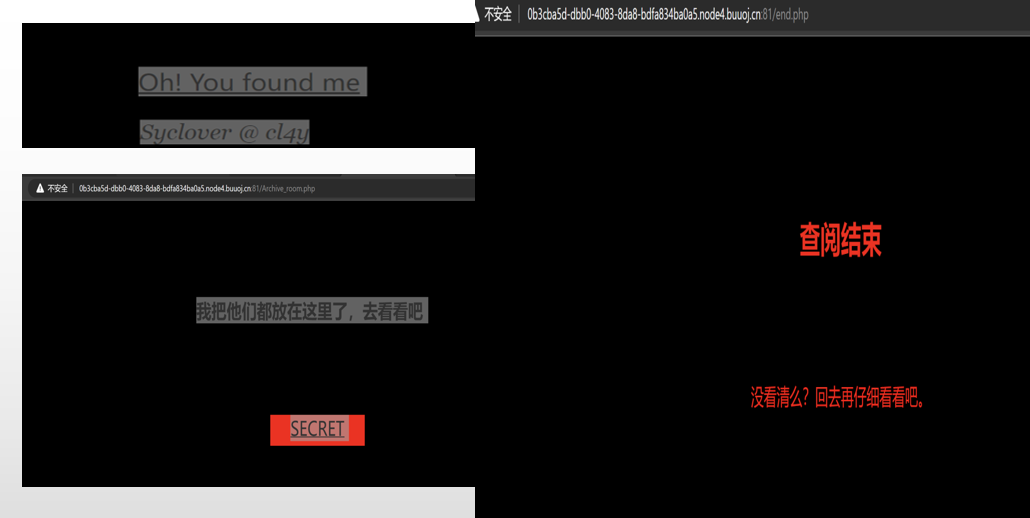 Oh! You found me
Syclover @ cl4y
不安全 0b3cba5d-dbb0-4083-8da8-bdfa834ba0a5.node4.buuoj.cn:81/Archive_room.php
我把他们都放在这里了，去看看吧
SECRET
不安全 0b3cba5d-dbb0-4083-8da8-bdfa834ba0a5.node4.buuoj.cn:81/end.php
查阅结束
没看清么？回去再仔细看看吧。